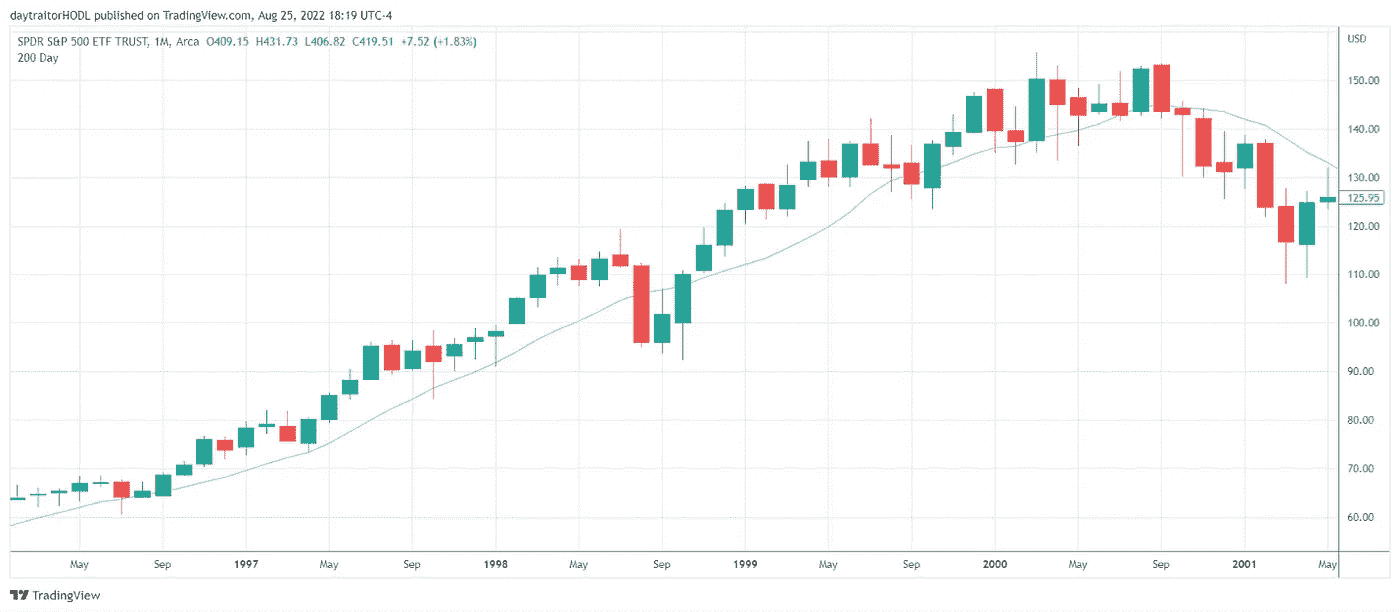 daytraitorHODL published on TradingView.com, Aug 25, 2022 18:19 UTC-4
SPDR S&P 500 ETF TRUST, 1M, Arca O409.15 H431.73 L406.82 C419.51 +7.52 (+1.83%)
200 Day
USD
150.00
140.00
130.00
125.95
120.00
110.00
100.00
90.00
80.00
70.00
60.00
May Sep 1997 May Sep 1998 May Sep 1999 May Sep 2000 May Sep 2001 May
TradingView